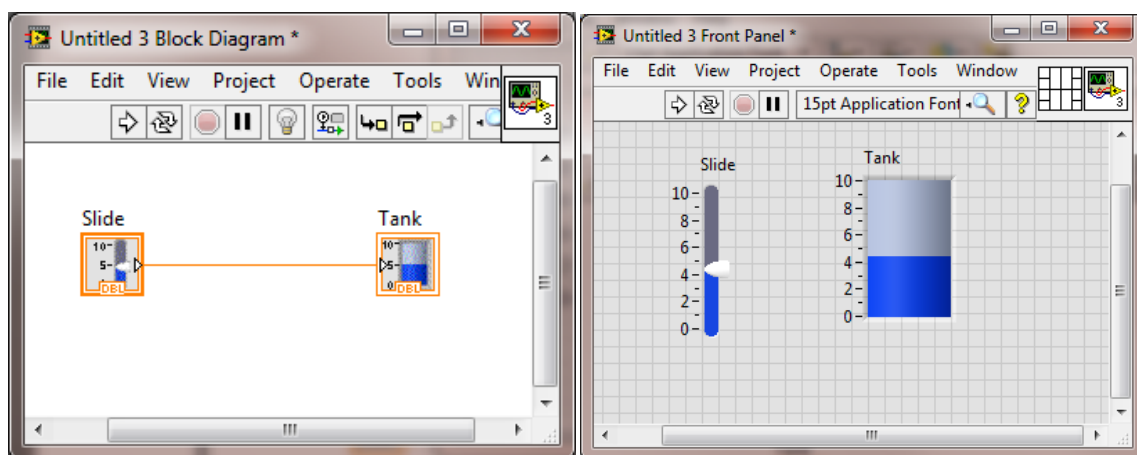 Untitled 3 Block Diagram *
File Edit View Project Operate Tools Win
3
Slide
10
5
DBL
Tank
10
5
0
DBL
Untitled 3 Front Panel *
File Edit View Project Operate Tools Window
15pt Application Font
3
Slide
10
8
6
4
2
0
Tank
10
8
6
4
2
0